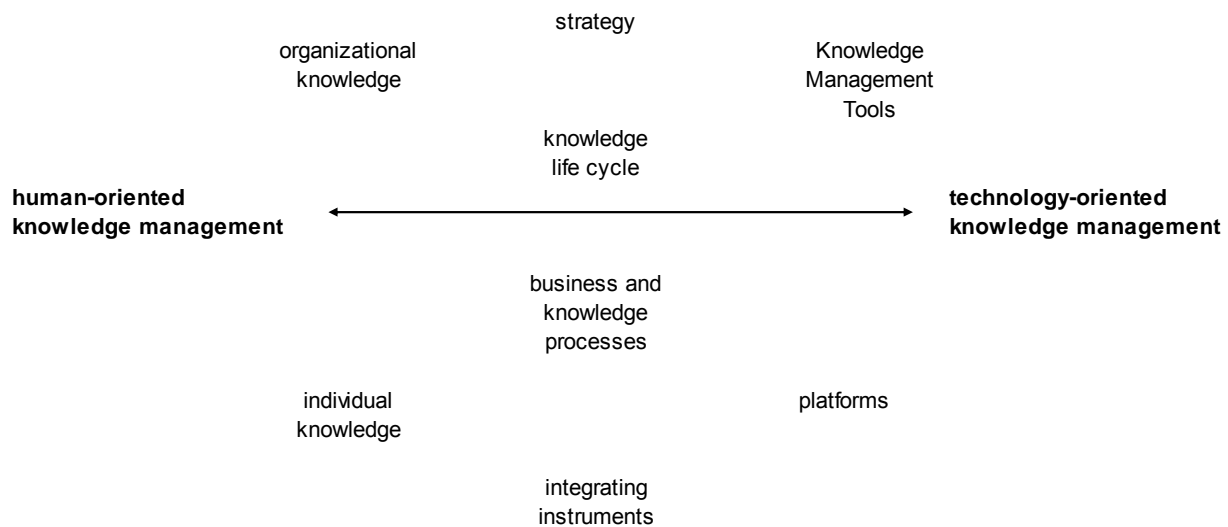 strategy
organizational
knowledge
Knowledge
Management
Tools
knowledge
life cycle
human-oriented
knowledge management
technology-oriented
knowledge management
business and
knowledge
processes
individual
knowledge
platforms
integrating
instruments